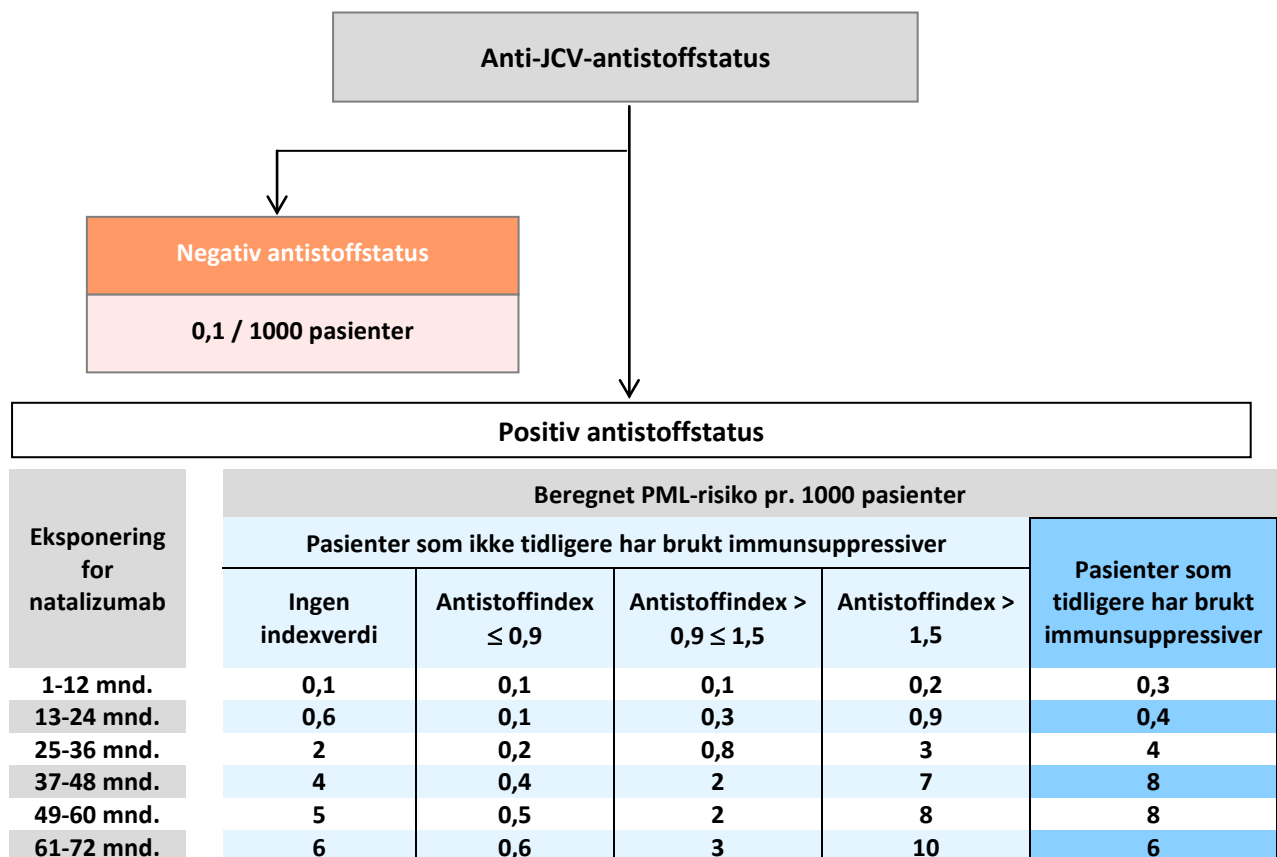 Anti-JCV-antistoffstatus
Negativ antistoffstatus
0,1 / 1000 pasienter
Positiv antistoffstatus
Eksponering
for
natalizumab
Beregnet PML-risiko pr. 1000 pasienter
Pasienter som ikke tidligere har brukt immunsuppressiver
Pasienter som
tidligere har brukt
immunsuppressiver
Ingen
indexverdi
Antistoffindex
≤ 0,9
Antistoffindex >
0,9 ≤ 1,5
Antistoffindex >
1,5
1-12 mnd. 0,1 0,1 0,1 0,2 0,3
13-24 mnd. 0,6 0,1 0,3 0,9 0,4
25-36 mnd. 2 0,2 0,8 3 4
37-48 mnd. 4 0,4 2 7 8
49-60 mnd. 5 0,5 2 8 8
61-72 mnd. 6 0,6 3 10 6